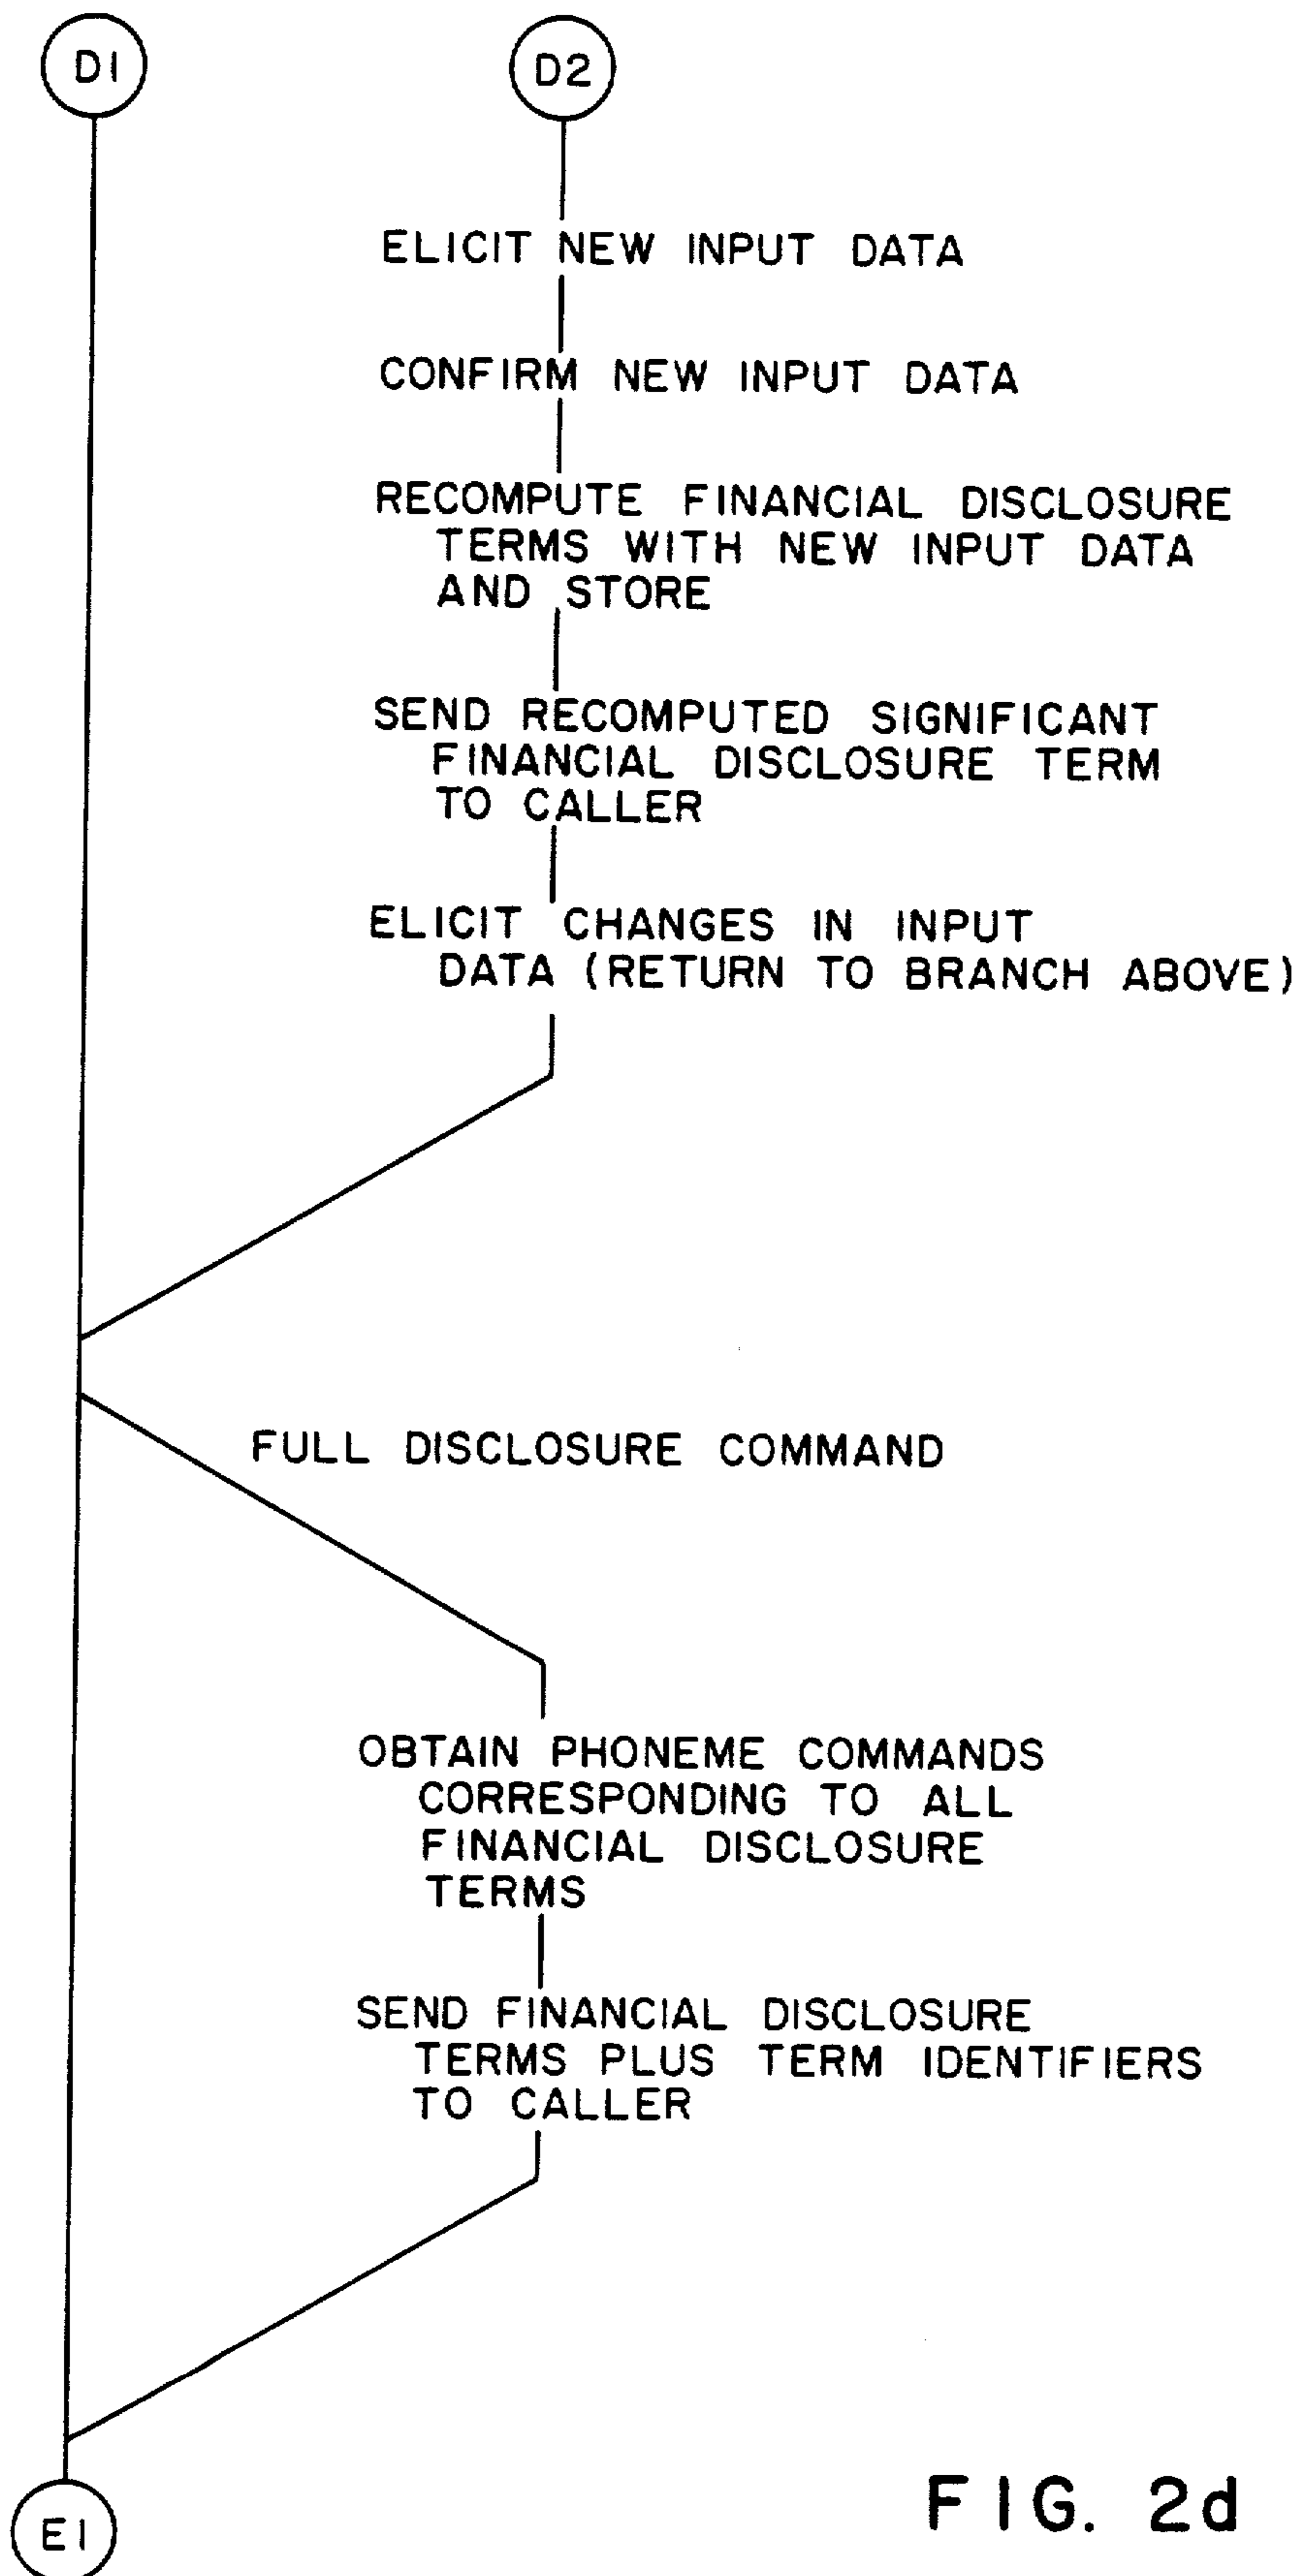 D1
D2
ELICIT NEW INPUT DATA
CONFIRM NEW INPUT DATA
RECOMPUTE FINANCIAL DISCLOSURE
TERMS WITH NEW INPUT DATA
AND STORE
SEND RECOMPUTED SIGNIFICANT
FINANCIAL DISCLOSURE TERM
TO CALLER
ELICIT CHANGES IN INPUT
DATA (RETURN TO BRANCH ABOVE)
FULL DISCLOSURE COMMAND
OBTAIN PHONEME COMMANDS
CORRESPONDING TO ALL
FINANCIAL DISCLOSURE
TERMS
SEND FINANCIAL DISCLOSURE
TERMS PLUS TERM IDENTIFIERS
TO CALLER
E1
FIG. 2d